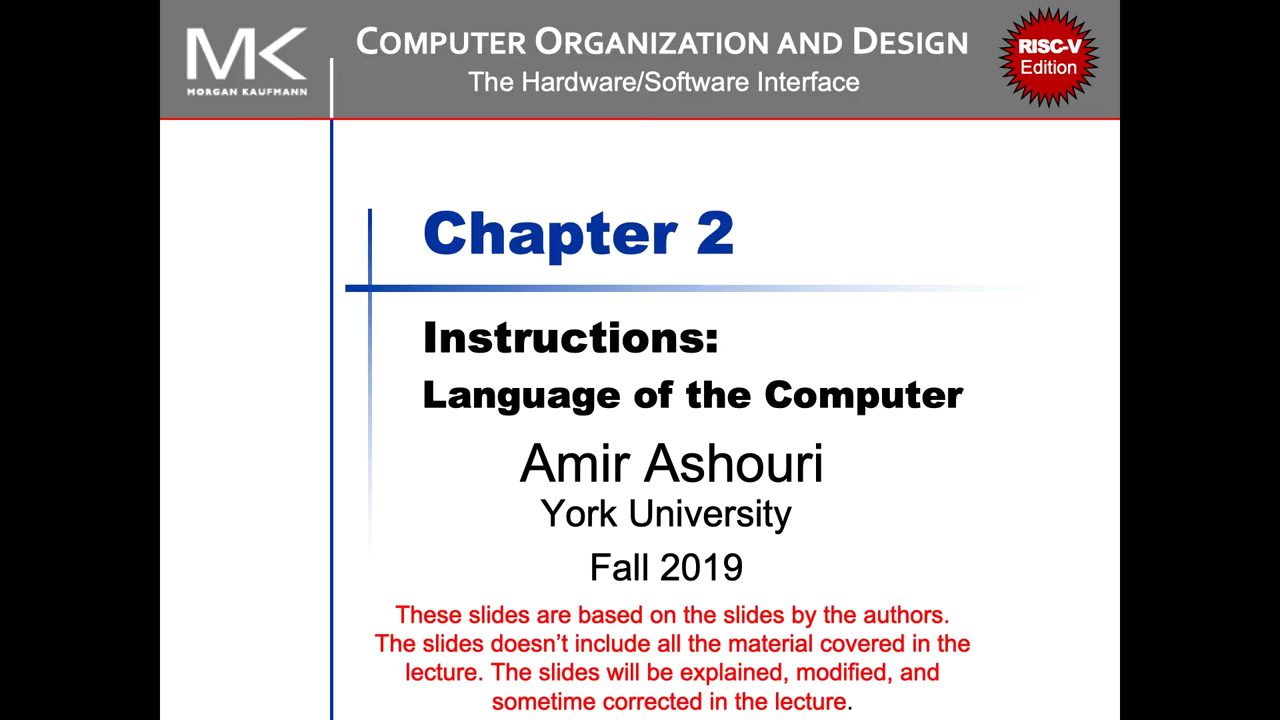 MK
MORGAN KAUFMANN
COMPUTER ORGANIZATION AND DESIGN
The Hardware/Software Interface
RISC-V
Edition
Chapter 2
Instructions:
Language of the Computer
Amir Ashouri
York University
Fall 2019
These slides are based on the slides by the authors.
The slides doesn’t include all the material covered in the
lecture. The slides will be explained, modified, and
sometime corrected in the lecture.